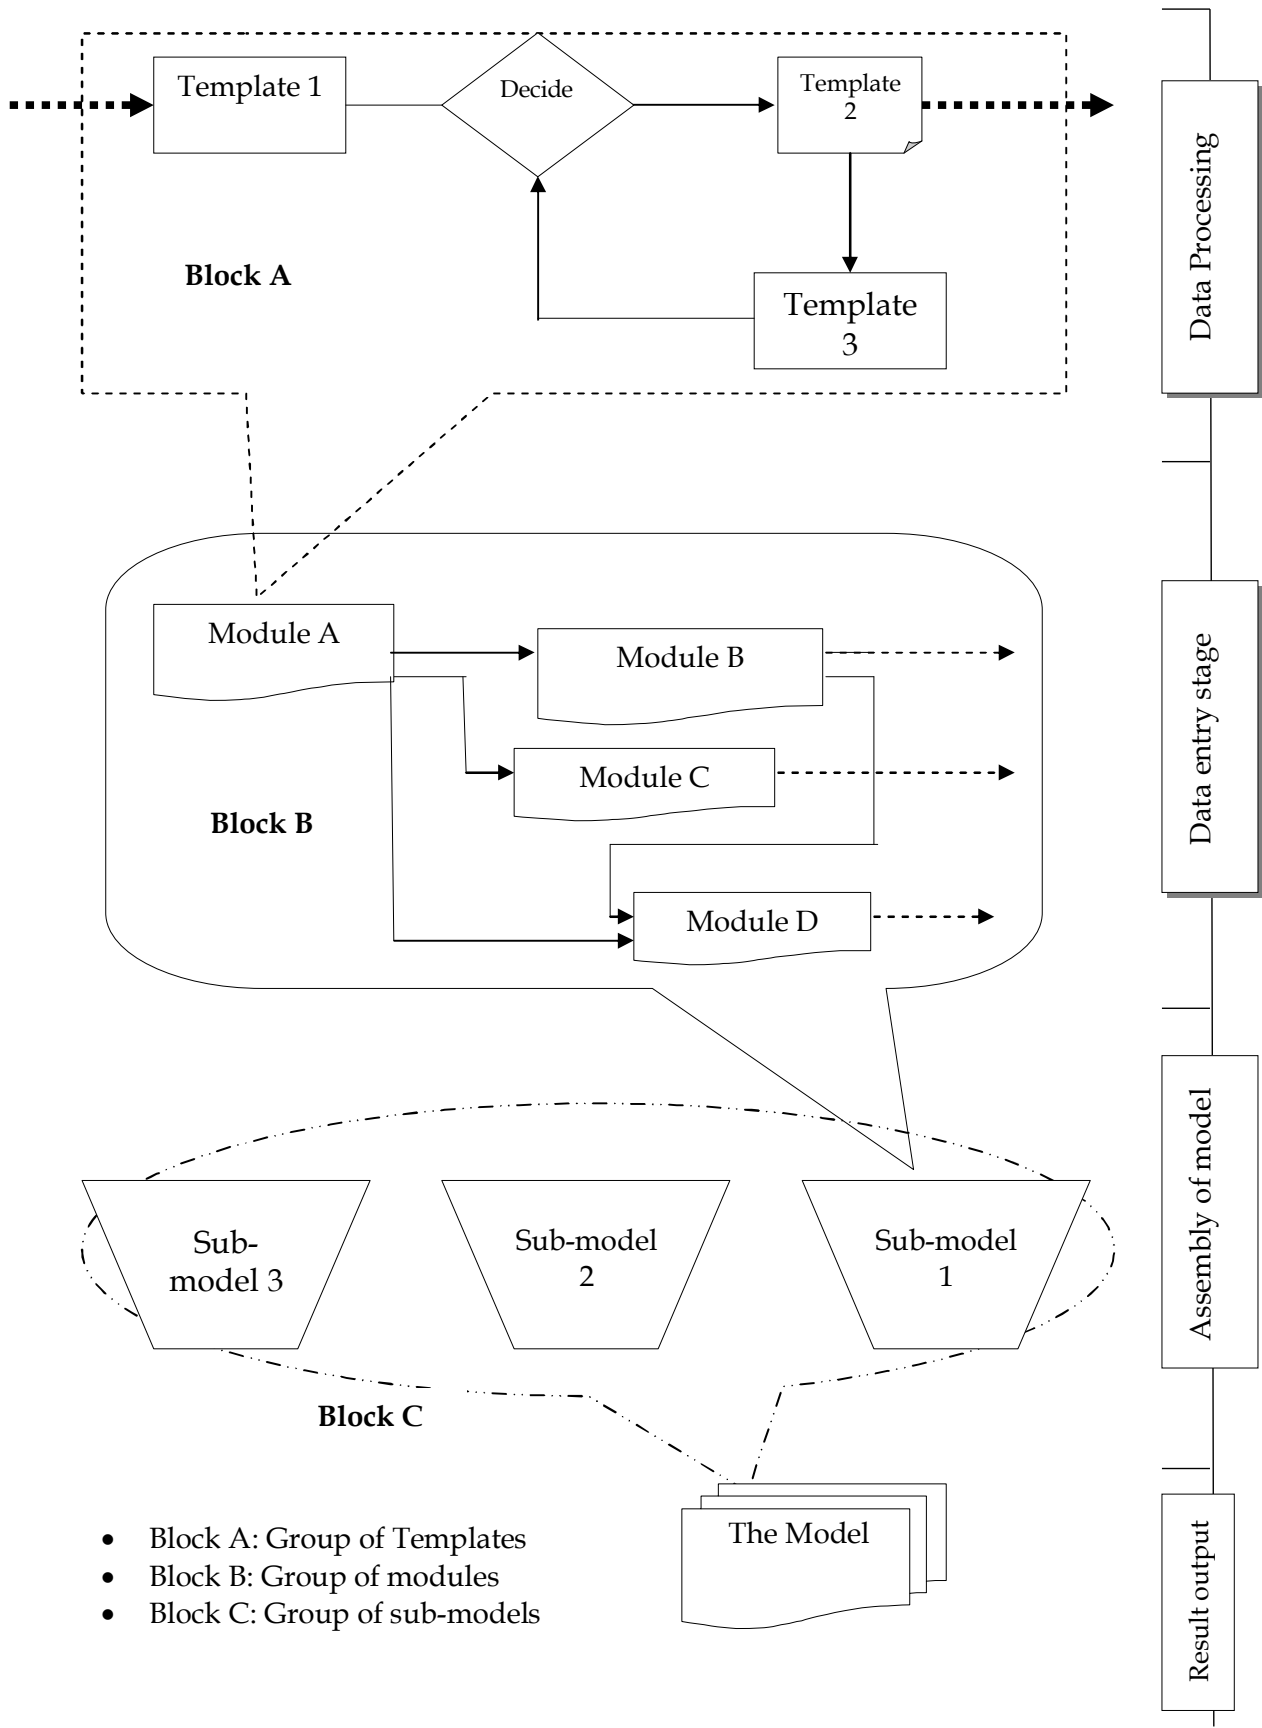 Template 1
Decide
Template
2
Data Processing
Block A
Template
3
Module A
Module B
Data entry stage
Module C
Block B
Module D
Assembly of model
Sub-
model 3
Sub-model
2
Sub-model
1
Block C
The Model
Result output
• Block A: Group of Templates
• Block B: Group of modules
• Block C: Group of sub-models